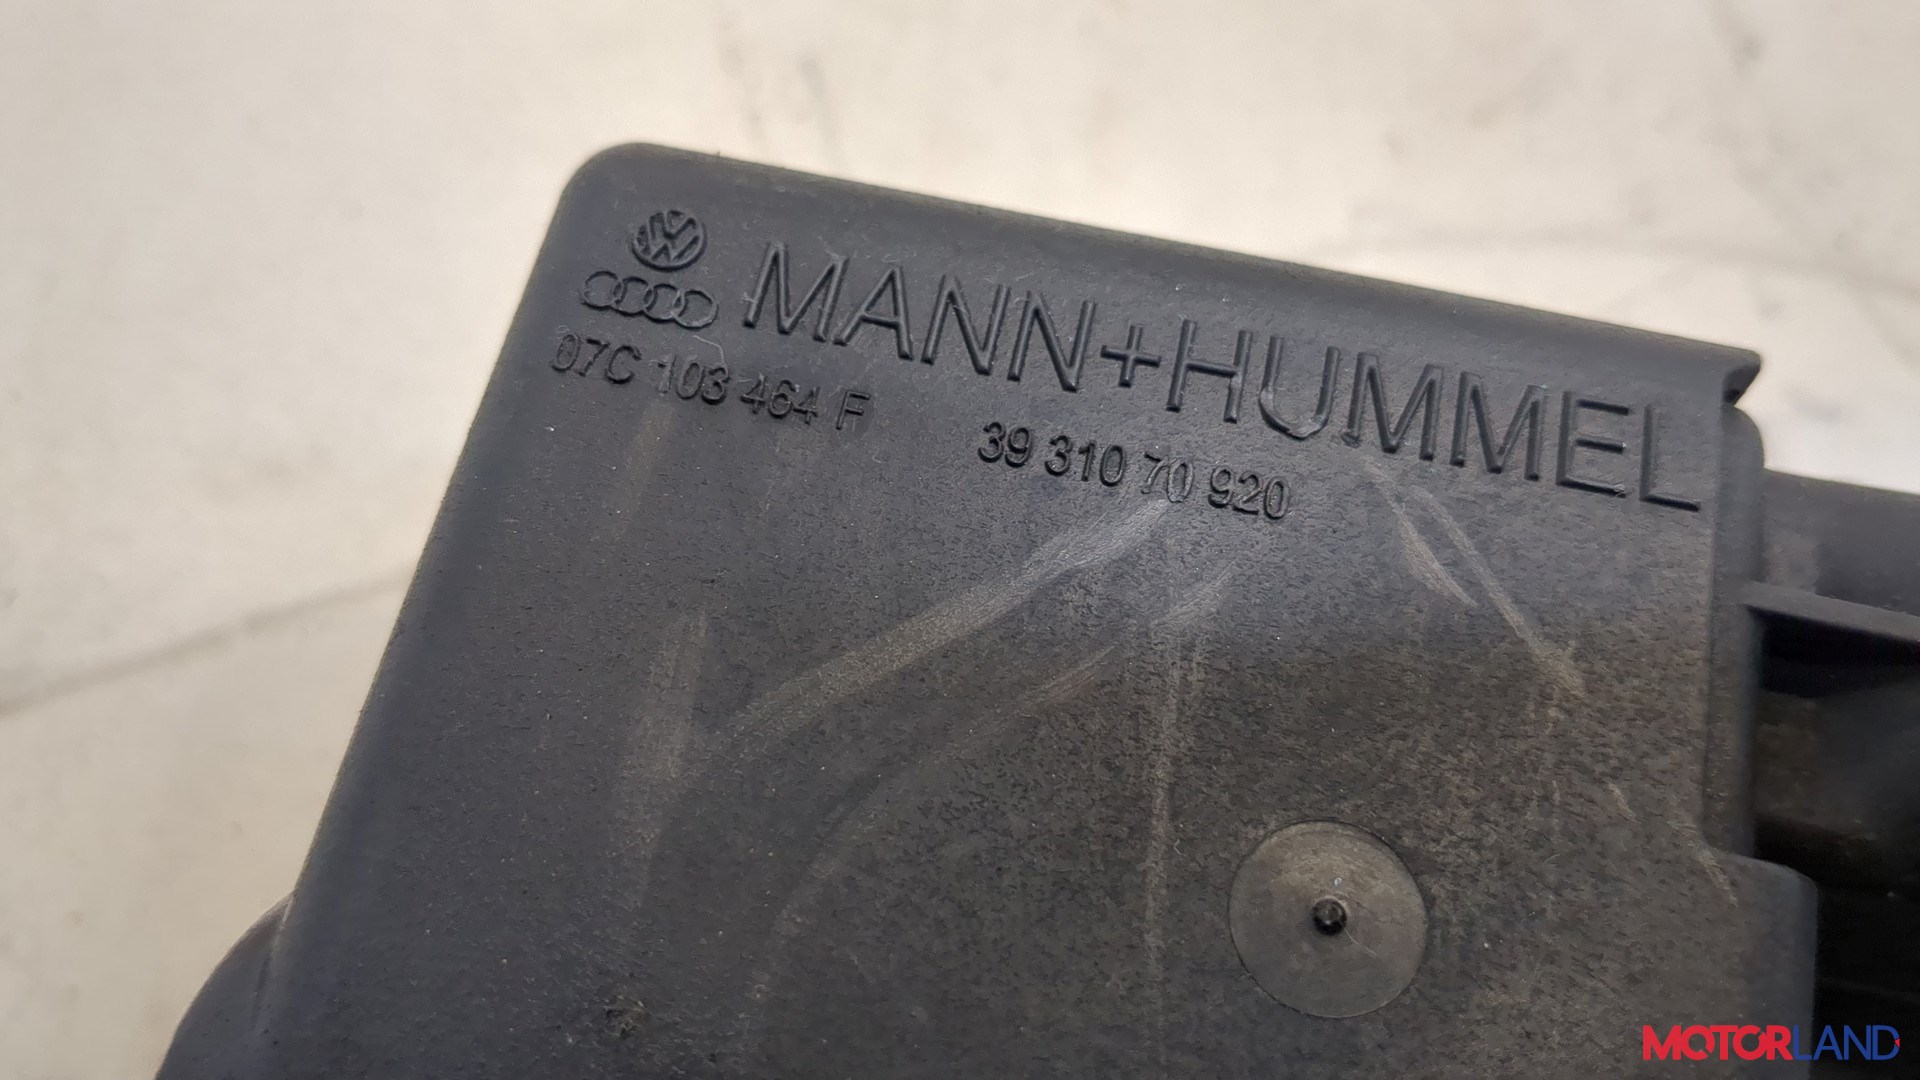 MANN+HUMMEL
07C 103 464 F
39 310 70 920
MOTORLAND